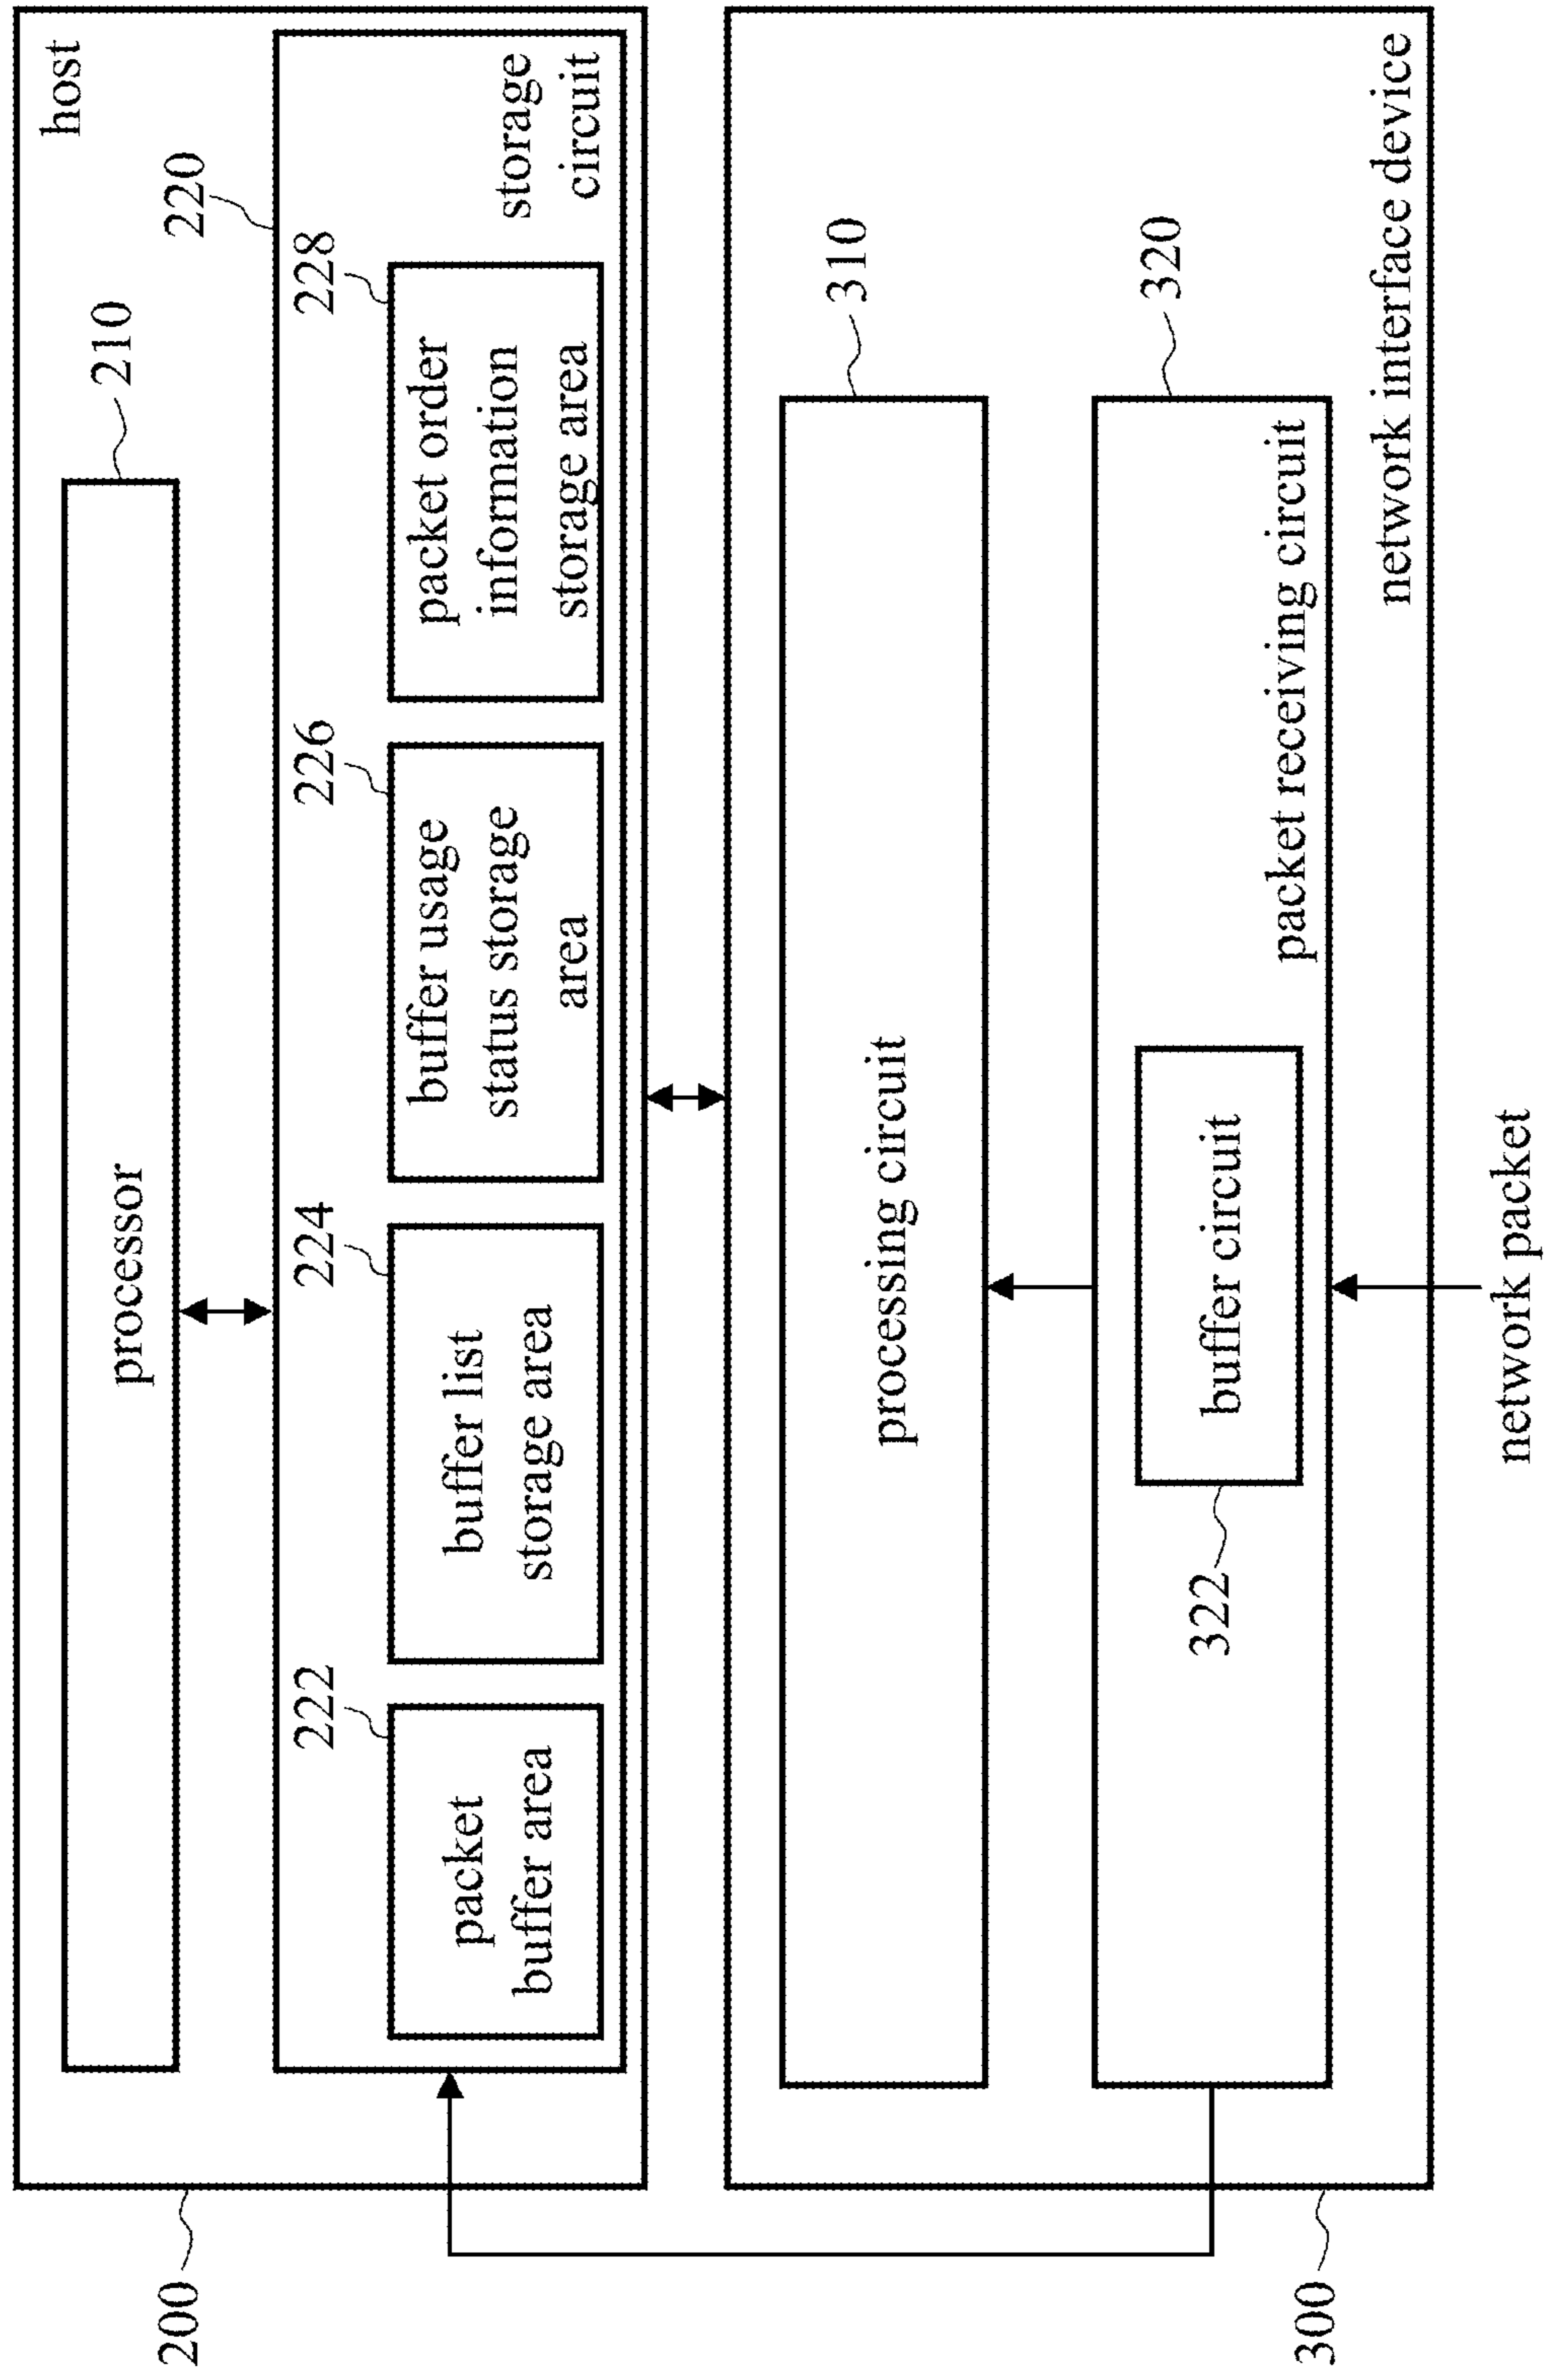 200
host
210
processor
220
222
224
226
228
packet
buffer area
buffer list
storage area
buffer usage
status storage
area
packet order
information
storage area
storage
circuit
310
processing circuit
320
322
buffer circuit
packet receiving circuit
network interface device
300
network packet